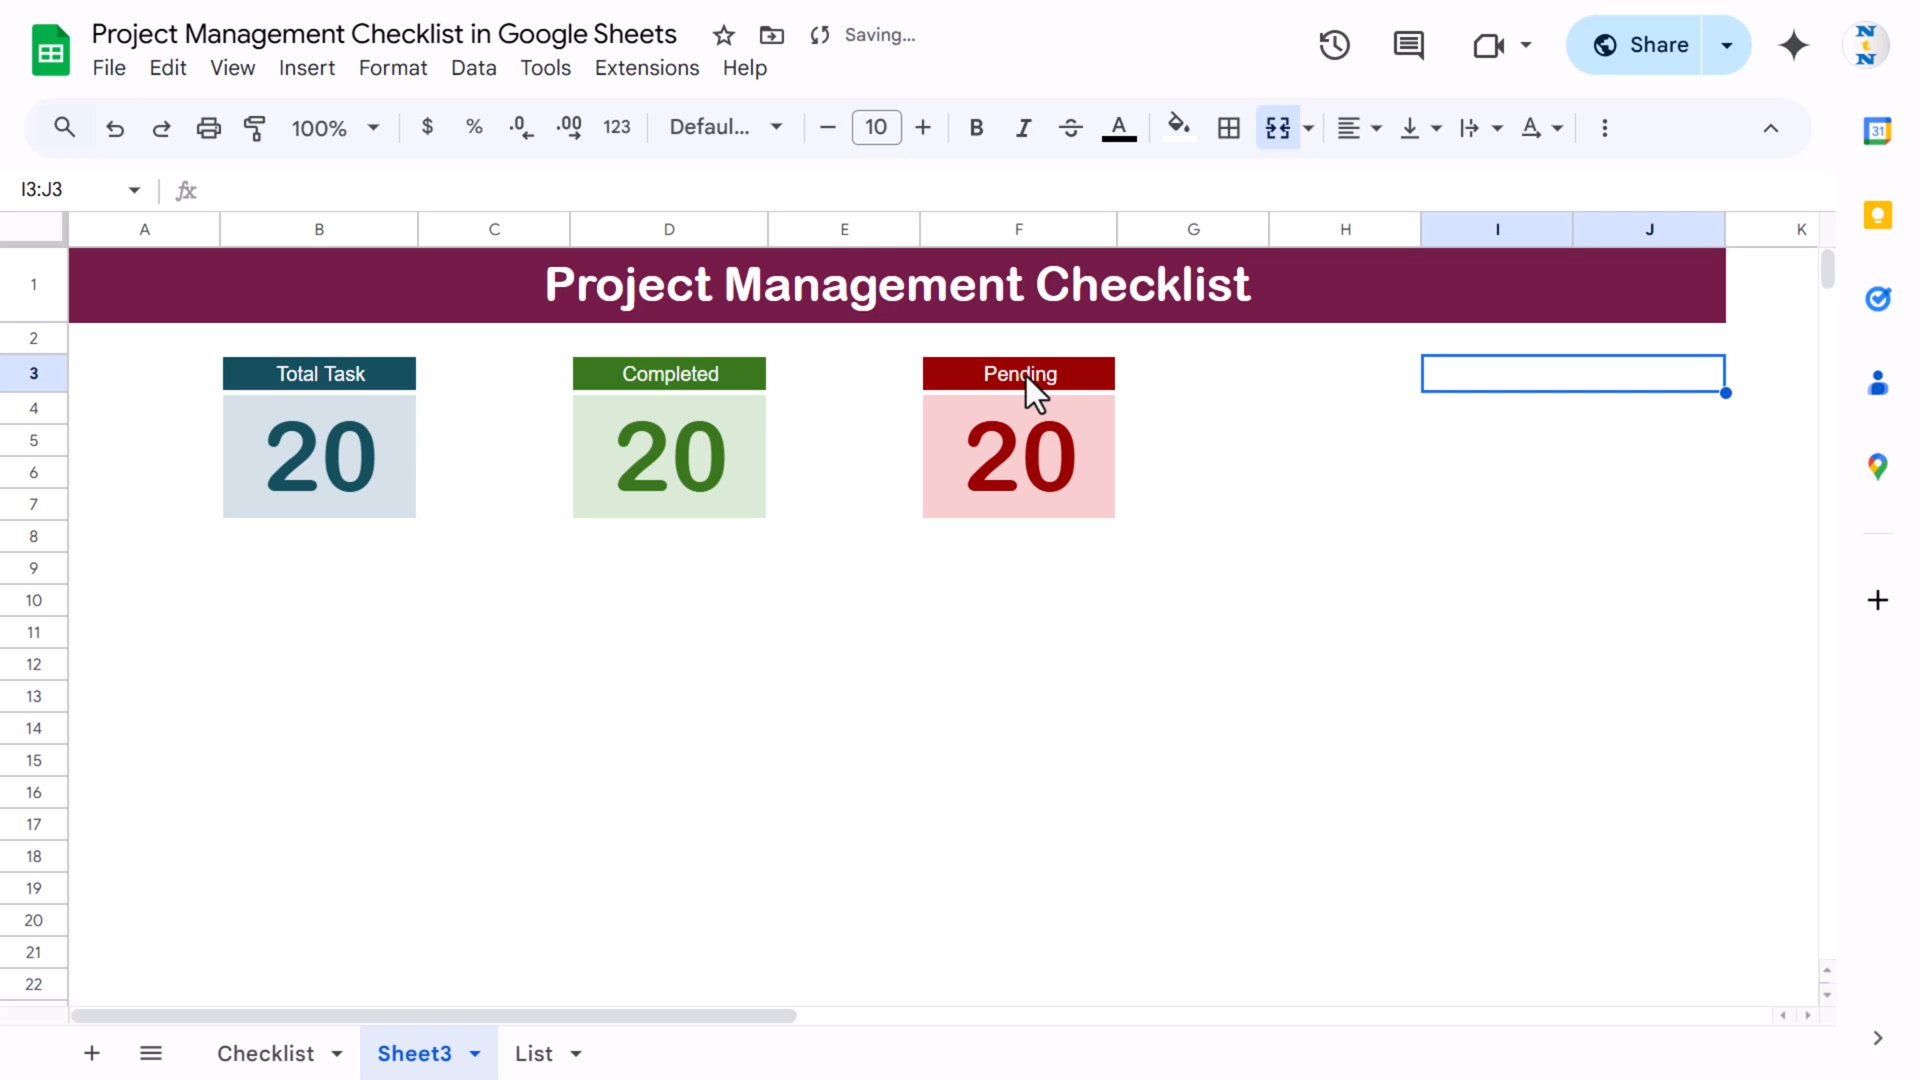 Project Management Checklist in Google Sheets
Saving...
File Edit View Insert Format Data Tools Extensions Help
Share
N
t
N
100% $ % .0 .00 123 Defaul... 10 B I S A A
31
I3:J3 fx
A B C D E F G H I J K
1 Project Management Checklist
2
3 Total Task Completed Pending
4
5 20 20 20
6
7
8
9
10
11
12
13
14
15
16
17
18
19
20
21
22
Checklist Sheet3 List